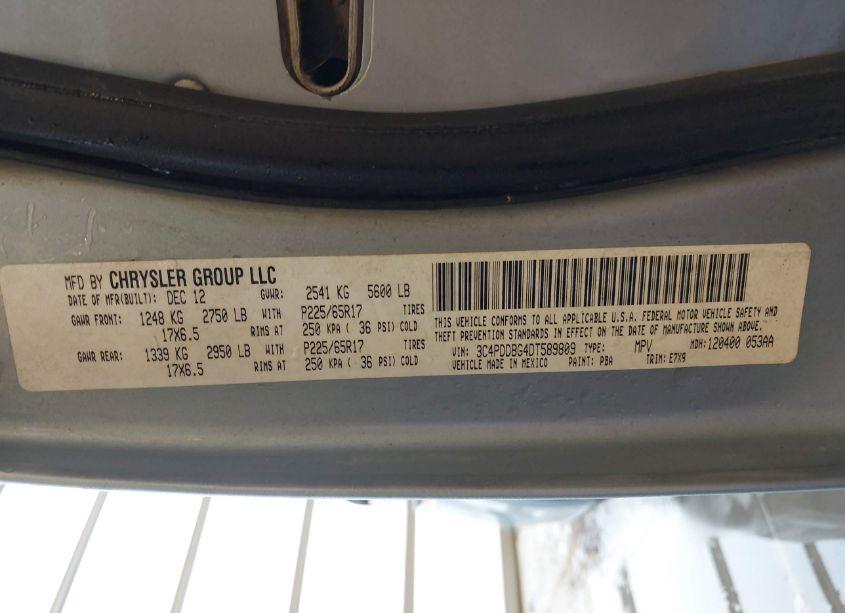 MFD BY CHRYSLER GROUP LLC
DATE OF MFR(BUILT): DEC 12 GVWR: 2541 KG 5600 LB
GAWR FRONT: 1248 KG 2750 LB WITH P225/65R17 TIRES
17X6.5 RIMS AT 250 KPA ( 36 PSI) COLD
GAWR REAR: 1339 KG 2950 LB WITH P225/65R17 TIRES
17X6.5 RIMS AT 250 KPA ( 36 PSI) COLD
THIS VEHICLE CONFORMS TO ALL APPLICABLE U.S.A. FEDERAL MOTOR VEHICLE SAFETY AND
THEFT PREVENTION STANDARDS IN EFFECT ON THE DATE OF MANUFACTURE SHOWN ABOVE.
VIN: 3C4PDDBG4DT589809 TYPE: MPV MDH: 120400 053AA
VEHICLE MADE IN MEXICO PAINT: PBA TRIM: E7X9